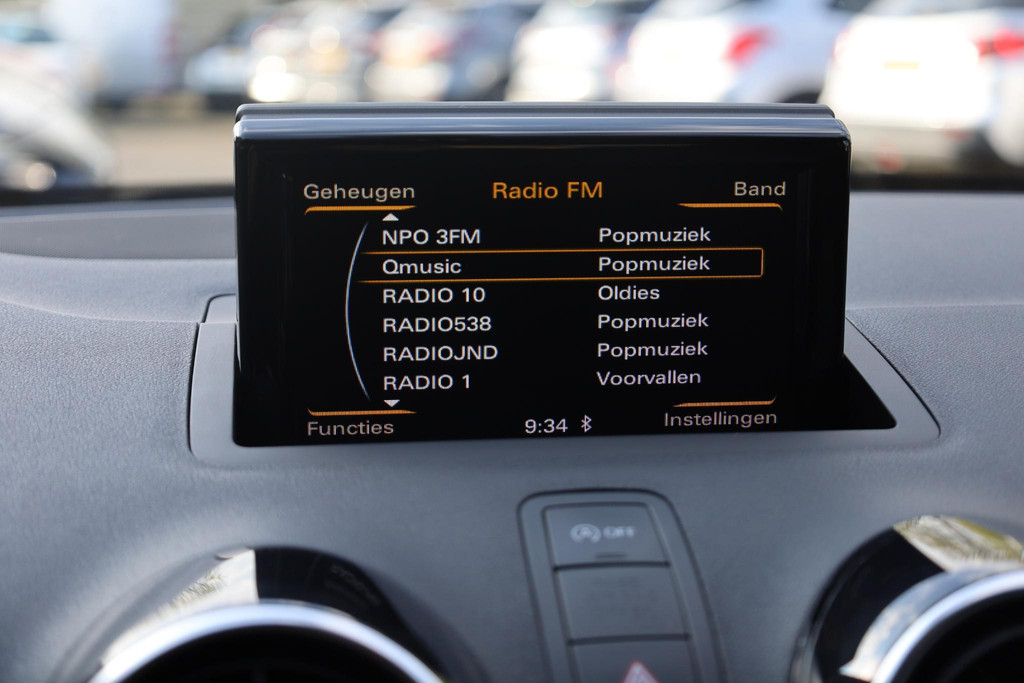 Geheugen Radio FM Band
NPO 3FM Popmuziek
Qmusic Popmuziek
RADIO 10 Oldies
RADIO538 Popmuziek
RADIOJND Popmuziek
RADIO 1 Voorvallen
Functies 9:34 Instellingen
A OFF